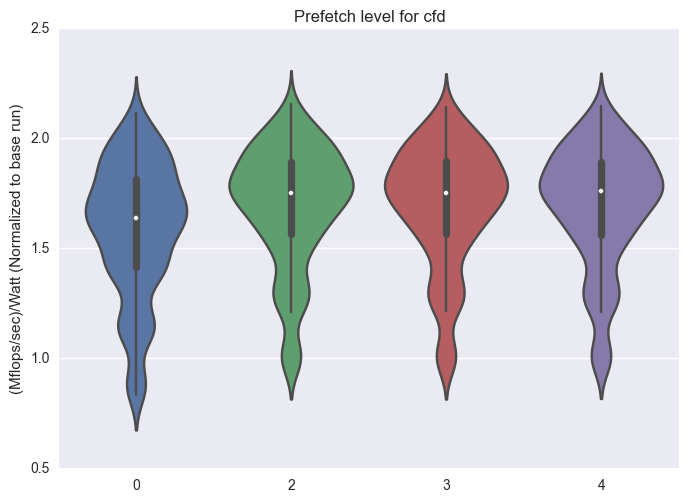 Prefetch level for cfd
(Mflops/sec)/Watt (Normalized to base run)
2.5
2.0
1.5
1.0
0.5
0 2 3 4